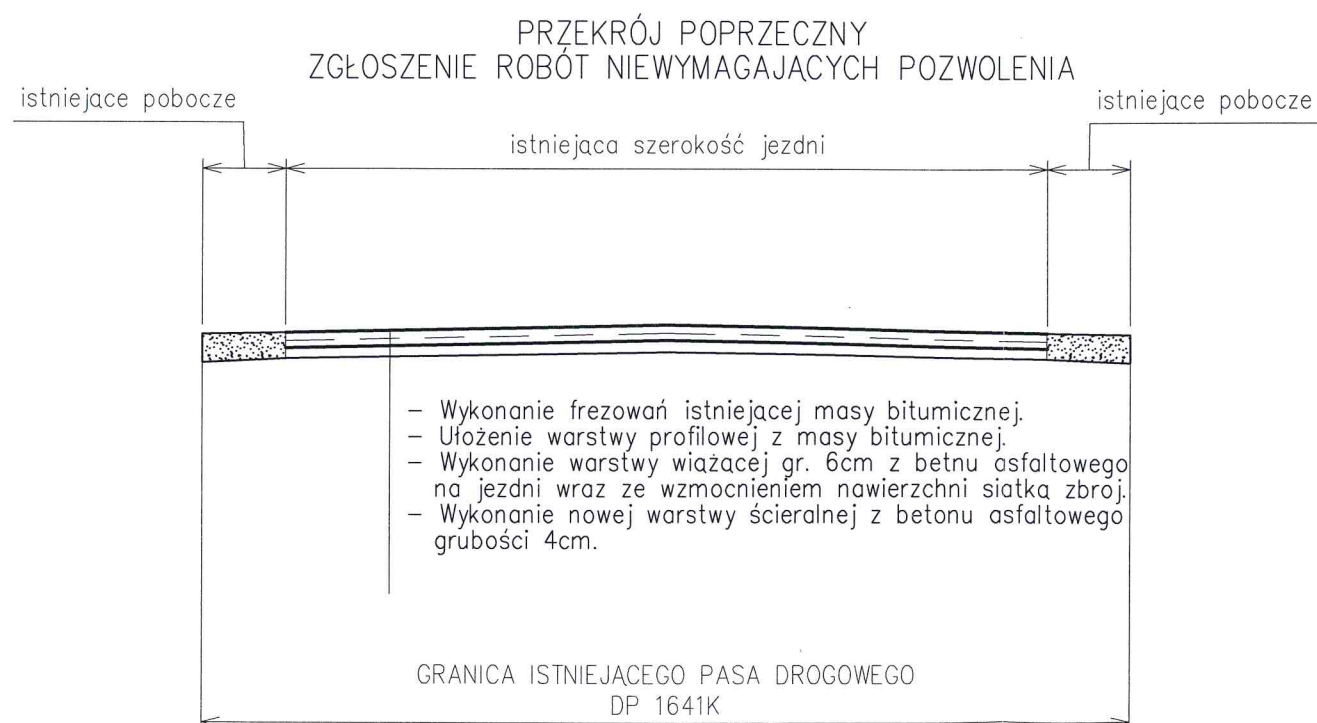 PRZEKRÓJ POPRZECZNY
ZGŁOSZENIE ROBÓT NIEWYMAGAJĄCYCH POZWOLENIA
istniejące pobocze
istniejące pobocze
istniejąca szerokość jezdni
– Wykonanie frezowań istniejącej masy bitumicznej.
– Ułożenie warstwy profilowej z masy bitumicznej.
– Wykonanie warstwy wiążącej gr. 6cm z betnu asfaltowego
na jezdni wraz ze wzmocnieniem nawierzchni siatką zbroj.
– Wykonanie nowej warstwy ścieralnej z betonu asfaltowego
grubości 4cm.
GRANICA ISTNIEJĄCEGO PASA DROGOWEGO
DP 1641K